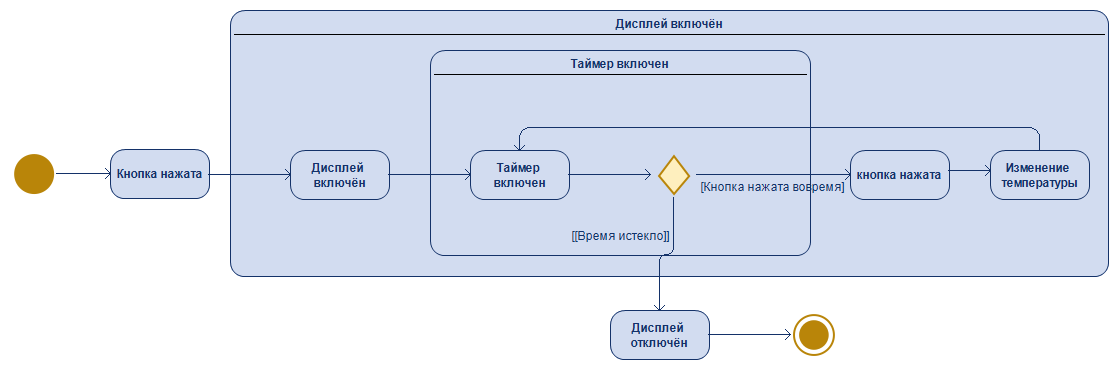 Дисплей включён
Таймер включен
Кнопка нажата
Дисплей
включён
Таймер
включен
[Кнопка нажата вовремя]
кнопка нажата
Изменение
температуры
[[Время истекло]]
Дисплей
отключён